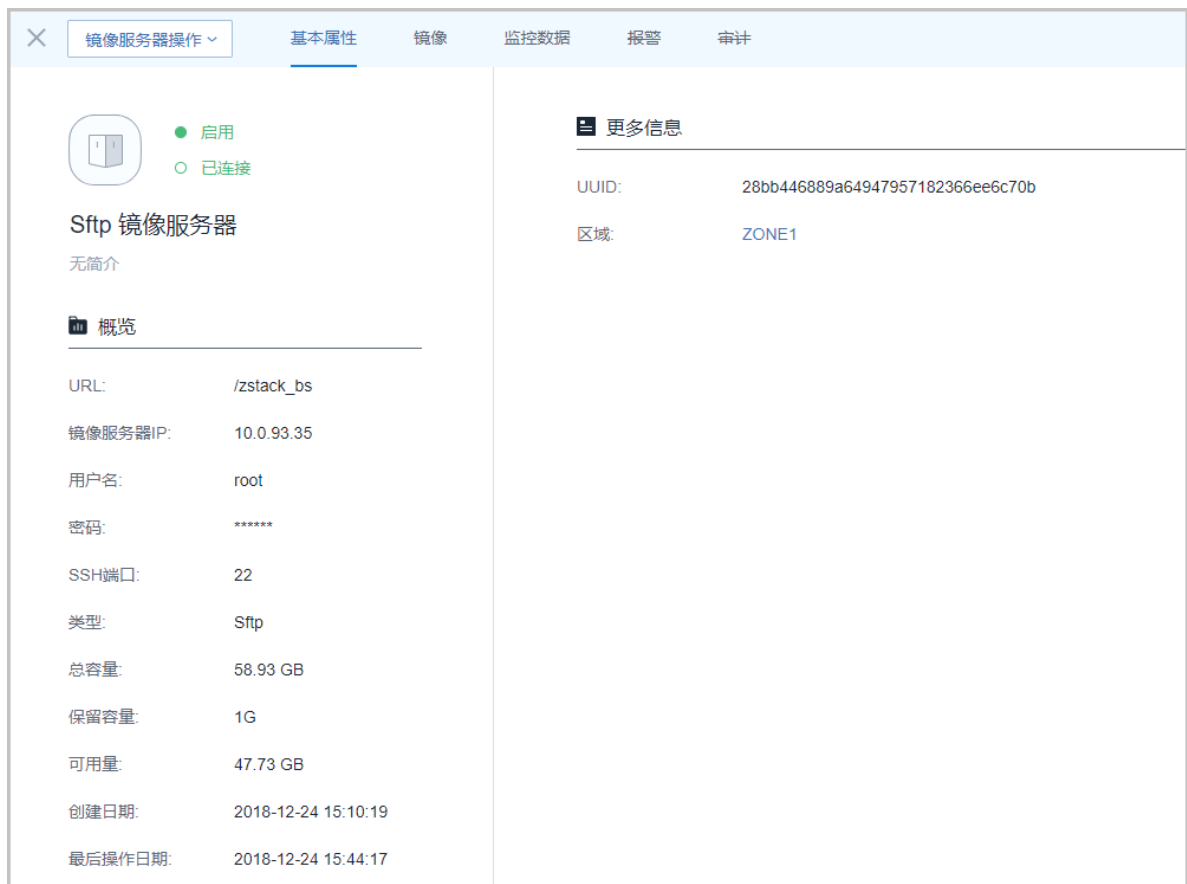 镜像服务器操作 基本属性 镜像 监控数据 报警 审计
启用
已连接
Sftp 镜像服务器
无简介
概览
URL: /zstack_bs
镜像服务器IP: 10.0.93.35
用户名: root
密码: ******
SSH端口: 22
类型: Sftp
总容量: 58.93 GB
保留容量: 1G
可用量: 47.73 GB
创建日期: 2018-12-24 15:10:19
最后操作日期: 2018-12-24 15:44:17
更多信息
UUID: 28bb446889a64947957182366ee6c70b
区域: ZONE1